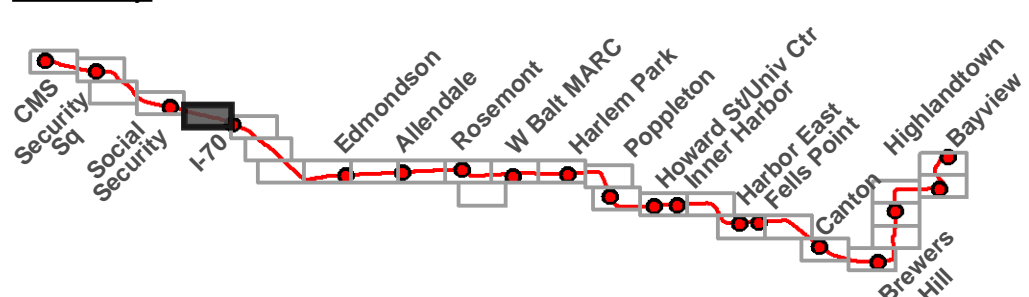 CMS
Security
Sq
Social
Security
I-70
Edmondson
Allendale
Rosemont
W Balt MARC
Harlem Park
Poppleton
Howard St/Univ Ctr
Inner Harbor
Harbor East
Fells Point
Canton
Brewers
Hill
Highlandtown
Bayview